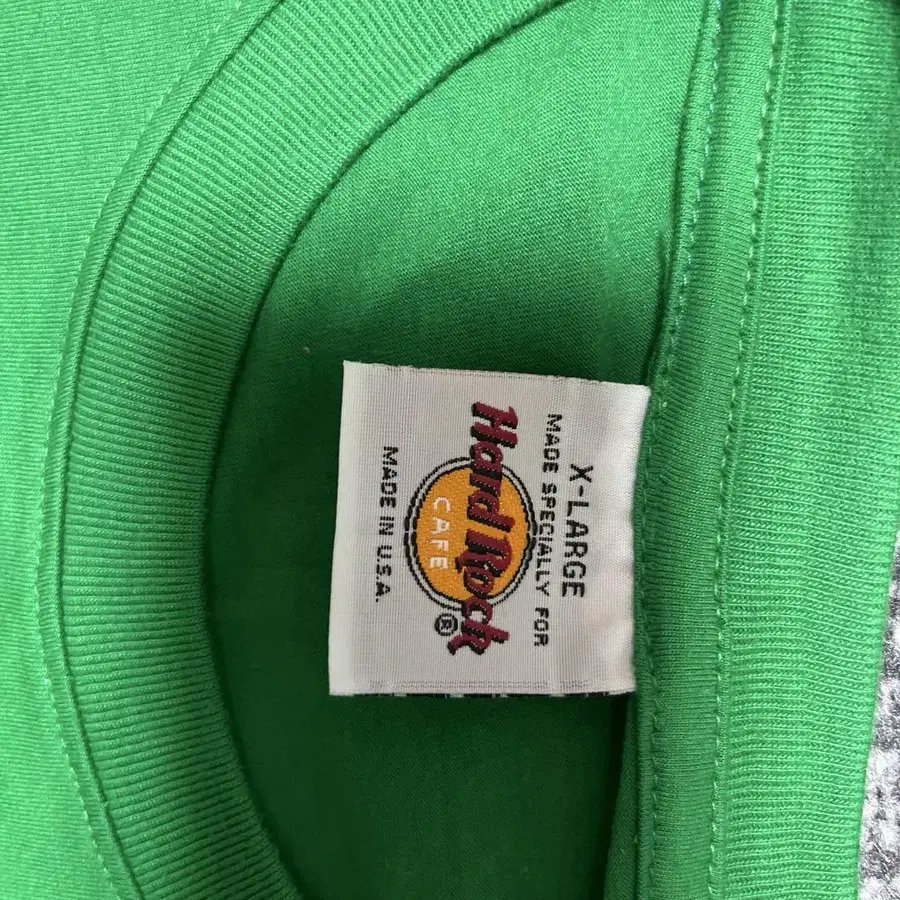 X-LARGE
MADE SPECIALLY FOR
Hard Rock
CAFE
®
MADE IN U.S.A.